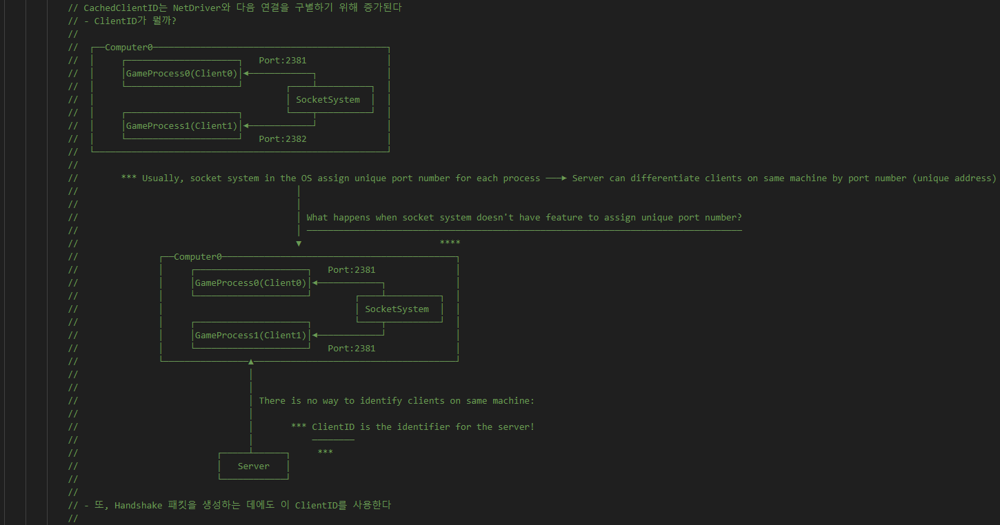 // CachedClientID는 NetDriver와 다음 연결을 구별하기 위해 증가된다
// - ClientID가 뭘까?
//
// ┌──Computer0────────────────────────────────────────────┐
// │ ┌─────────────────────┐ Port:2381 │
// │ │GameProcess0(Client0)│◄────────────┐ │
// │ └─────────────────────┘ ┌────┴──────────┐ │
// │ │ SocketSystem │ │
// │ ┌─────────────────────┐ └────┬──────────┘ │
// │ │GameProcess1(Client1)│◄────────────┘ │
// │ └─────────────────────┘ Port:2382 │
// └───────────────────────────────────────────────────────┘
//
// *** Usually, socket system in the OS assign unique port number for each process ───► Server can differentiate clients on same machine by port number (unique address)
// │
// │
// │ What happens when socket system doesn't have feature to assign unique port number?
// │ ──────────────────────────────────────────────────────────────────────────────────
// ▼ ****
// ┌──Computer0────────────────────────────────────────────┐
// │ ┌─────────────────────┐ Port:2381 │
// │ │GameProcess0(Client0)│◄────────────┐ │
// │ └─────────────────────┘ ┌────┴──────────┐ │
// │ │ SocketSystem │ │
// │ ┌─────────────────────┐ └────┬──────────┘ │
// │ │GameProcess1(Client1)│◄────────────┘ │
// │ └─────────────────────┘ Port:2381 │
// └────────────────▲──────────────────────────────────────┘
// │
// │
// │ There is no way to identify clients on same machine:
// │
// │ *** ClientID is the identifier for the server!
// │ ────────
// ┌─────┴──────┐ ***
// │ Server │
// └────────────┘
//
// - 또, Handshake 패킷을 생성하는 데에도 이 ClientID를 사용한다
//